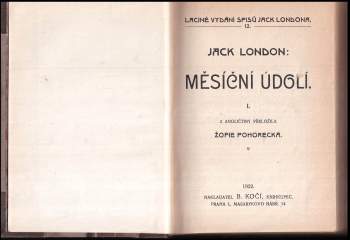 LACINÉ VYDÁNÍ SPISŮ JACK LONDONA.
12.
JACK LONDON:
MĚSÍČNÍ ÚDOLÍ.
I.
Z ANGLIČTINY PŘELOŽILA
ŽOFIE POHORECKÁ.
1922.
NAKLADATEL B. KOČÍ, KNIHKUPEC,
PRAHA I., MASARYKOVO NÁBŘ. 14